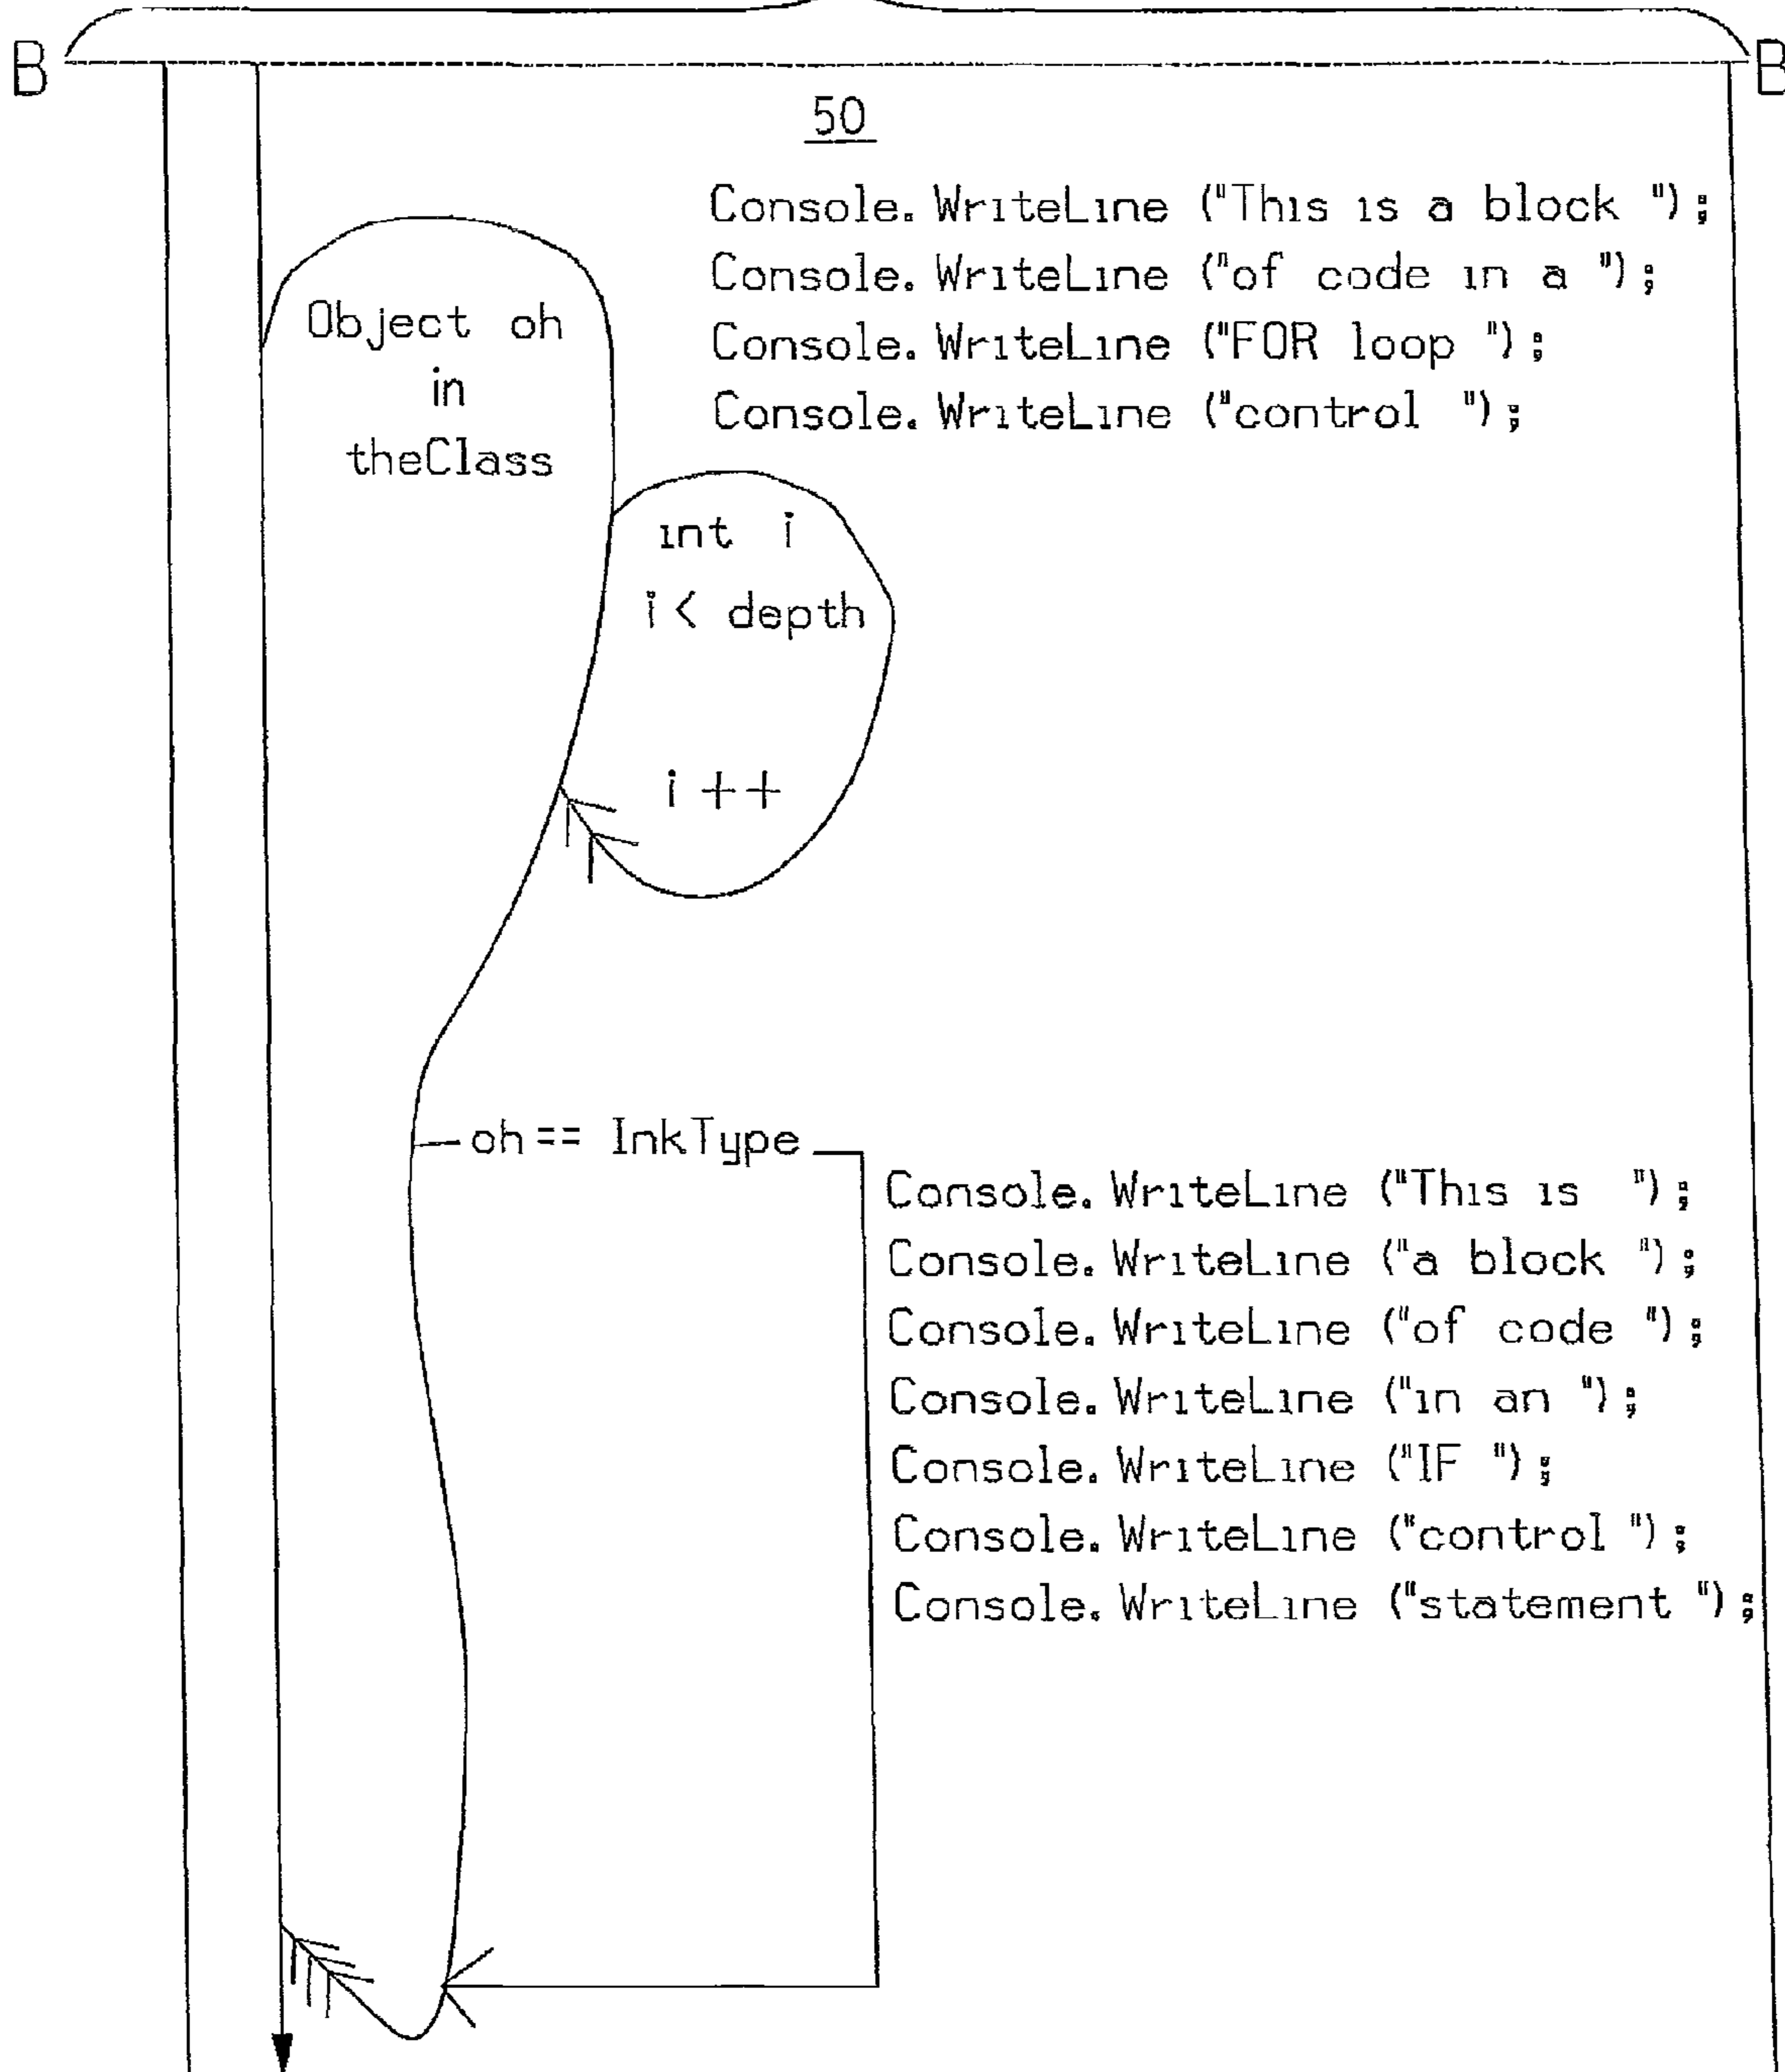 B B
50
Console. WriteLine ("This is a block ");
Console. WriteLine ("of code in a ");
Console. WriteLine ("FOR loop ");
Console. WriteLine ("control ");
Object oh
in
theClass
int i
i < depth
i ++
oh == InkType
Console. WriteLine ("This is ");
Console. WriteLine ("a block ");
Console. WriteLine ("of code ");
Console. WriteLine ("in an ");
Console. WriteLine ("IF ");
Console. WriteLine ("control ");
Console. WriteLine ("statement ");